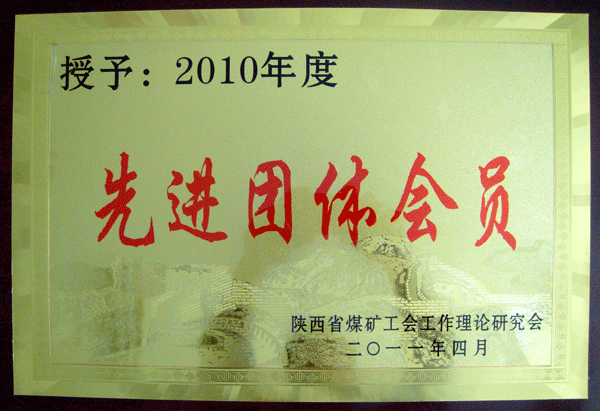 授予：2010年度
先进团体会员
陕西省煤矿工会工作理论研究会
二〇一一年四月